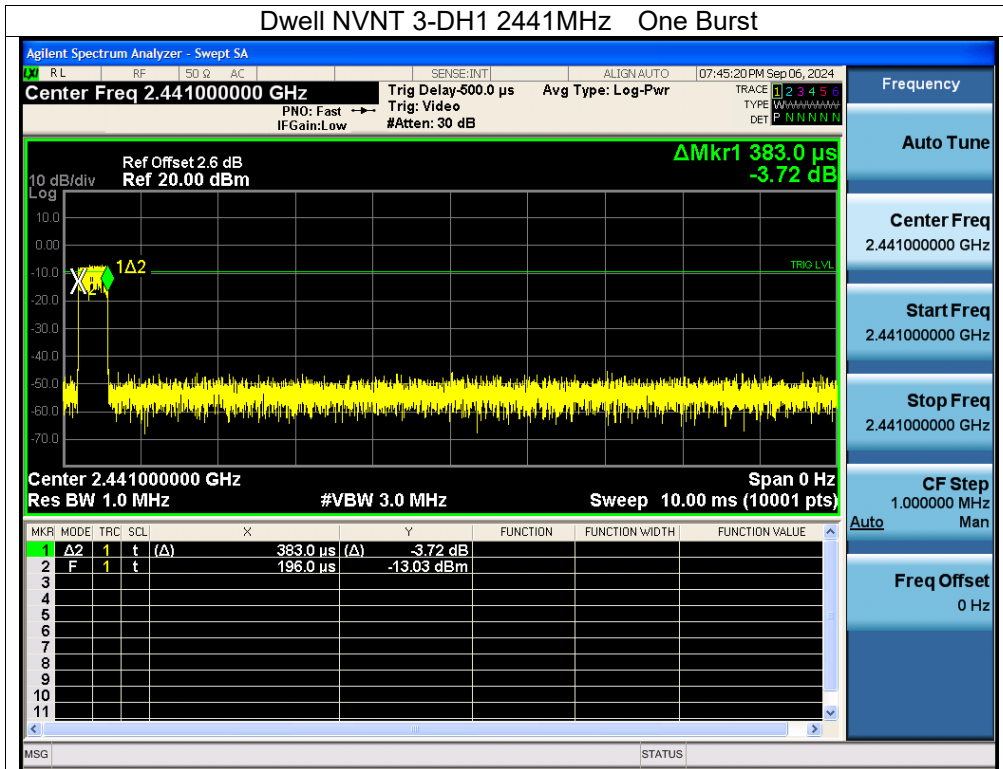 Dwell NVNT 3-DH1 2441MHz One Burst
Agilent Spectrum Analyzer - Swept SA
LXI RL RF 50 Ω AC SENSE:INT ALIGN AUTO 07:45:20 PM Sep 06, 2024
Center Freq 2.441000000 GHz
PNO: Fast
IFGain:Low
Trig Delay-500.0 µs
Trig: Video
#Atten: 30 dB
Avg Type: Log-Pwr
TRACE 1 2 3 4 5 6
TYPE WWWWWW
DET P N N N N N
Frequency
Auto Tune
Center Freq
2.441000000 GHz
Start Freq
2.441000000 GHz
Stop Freq
2.441000000 GHz
CF Step
1.000000 MHz
Auto Man
Freq Offset
0 Hz
ΔMkr1 383.0 µs
-3.72 dB
Ref Offset 2.6 dB
10 dB/div Ref 20.00 dBm
Log
10.0
0.00
-10.0
-20.0
-30.0
-40.0
-50.0
-60.0
-70.0
1Δ2
X2
TRIG LVL
Center 2.441000000 GHz Span 0 Hz
Res BW 1.0 MHz #VBW 3.0 MHz Sweep 10.00 ms (10001 pts)
MKR MODE TRC SCL X Y FUNCTION FUNCTION WIDTH FUNCTION VALUE
1 Δ2 1 t (Δ) 383.0 µs (Δ) -3.72 dB
2 F 1 t 196.0 µs -13.03 dBm
3
4
5
6
7
8
9
10
11
MSG STATUS